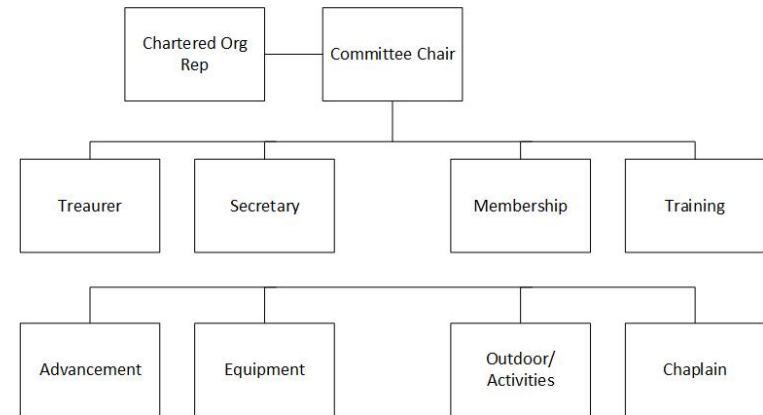 Chartered Org
Rep
Committee Chair
Treaurer
Secretary
Membership
Training
Advancement
Equipment
Outdoor/
Activities
Chaplain